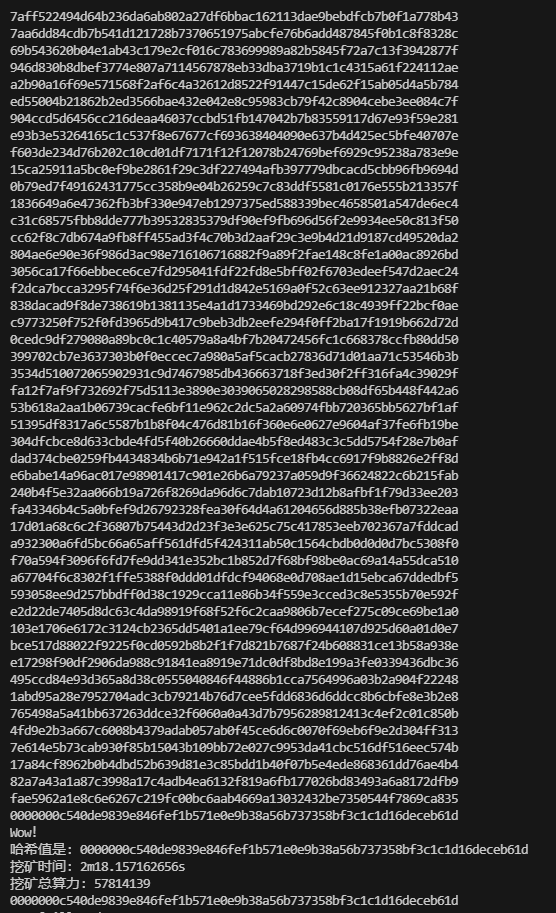 7aff522494d64b236da6ab802a27df6bbac162113dae9bebdfcb7b0f1a778b43
7aa6dd84cdb7b541d121728b7370651975abcfe76b6add487845f0b1c8f8328c
69b543620b04e1ab43c179e2cf016c783699989a82b5845f72a7c13f3942877f
946d830b8dbef3774e807a7114567878eb33dba3719b1c1c4315a61f224112ae
a2b90a16f69e571568f2af6c4a32612d8522f91447c15de62f15ab05d4a5b784
ed55004b21862b2ed3566bae432e042e8c95983cb79f42c8904cebe3ee084c7f
904ccd5d6456cc216deaa46037ccbd51fb147042b7b83559117d67e93f59e281
e93b3e53264165c1c537f8e67677cf693638404090e637b4d425ec5bfe40707e
f603de234d76b202c10cd01df7171f12f12078b24769bef6929c95238a783e9e
15ca25911a5bc0ef9be2861f29c3df227494afb397779dbcacd5cbb96fb9694d
0b79ed7f49162431775cc358b9e04b26259c7c83ddf5581c0176e555b213357f
1836649a6e47362fb3bf330e947eb1297375ed588339bec4658501a547de6ec4
c31c68575fbb8dde777b39532835379df90ef9fb696d56f2e9934ee50c813f50
cc62f8c7db674a9fb8ff455ad3f4c70b3d2aaf29c3e9b4d21d9187cd49520da2
804ae6e90e36f986d3ac98e716106716882f9a89f2fae148c8fe1a00ac8926bd
3056ca17f66ebbece6ce7fd295041fdf22fd8e5bff02f6703edeef547d2aec24
f2dca7bcca3295f74f6e36d25f291d1d842e5169a0f52c63ee912327aa21b68f
838dacad9f8de738619b1381135e4a1d1733469bd292e6c18c4939ff22bcf0ae
c9773250f752f0fd3965d9b417c9beb3db2eefe294f0ff2ba17f1919b662d72d
0cedc9df279080a89bc0c1c40579a8a4bf7b20472456fc1c668378ccfb80dd50
399702cb7e3637303b0f0eccec7a980a5af5cacb27836d71d01aa71c53546b3b
3534d510072065902931c9d7467985db436663718f3ed30f2ff316fa4c39029f
fa12f7af9f732692f75d5113e3890e3039065028298588cb08df65b448f442a6
53b618a2aa1b06739cacfe6bf11e962c2dc5a2a60974fbb720365bb5627bf1af
51395df8317a6c5587b1b8f04c476d81b16f360e6e0627e9604af37fe6fb19be
304dfcbce8d633cbde4fd5f40b26660ddae4b5f8ed483c3c5dd5754f28e7b0af
dad374cbe0259fb4434834b6b71e942a1f515fce18fb4cc6917f9b8826e2ff8d
e6babe14a96ac017e98901417c901e26b6a79237a059d9f36624822c6b215fab
240b4f5e32aa066b19a726f8269da96d6c7dab10723d12b8afbf1f79d33ee203
fa43346b4c5a0bfef9d26792328fea30f64d4a61204656d885b38efb07322eaa
17d01a68c6c2f36807b75443d2d23f3e3e625c75c417853eeb702367a7fddcad
a932300a6fd5bc66a65aff561dfd5f424311ab50c1564cbdb0d0d0d7bc5308f0
f70a594f3096f6fd7fe9dd341e352bc1b852d7f68bf98be0ac69a14a55dca510
a67704f6c8302f1ffe5388f0ddd01dfdcf94068e0d708ae1d15ebca67ddedbf5
593058ee9d257bbdff0d38c1929cca11e86b34f559e3cced3c8e5355b70e592f
e2d22de7405d8dc63c4da98919f68f52f6c2caa9806b7ecef275c09ce69be1a0
103e1706e6172c3124cb2365dd5401a1ee79cf64d996944107d925d60a01d0e7
bce517d88022f9225f0cd0592b8b2f1f7d821b7687f24b608831ce13b58a938e
e17298f90df2906da988c91841ea8919e71dc0df8bd8e199a3fe0339436dbc36
495ccd84e93d365a8d38c0555040846f44886b1cca7564996a03b2a904f22248
1abd95a28e7952704adc3cb79214b76d7cee5fdd6836d6ddcc8b6cbfe8e3b2e8
765498a5a41bb637263ddce32f6060a0a43d7b7956289812413c4ef2c01c850b
4fd9e2b3a667c6008b4379adab057ab0f45ce6d6c0070f69eb6f9e2d304ff313
7e614e5b73cab930f85b15043b109bb72e027c9953da41cbc516df516eec574b
17a84cf8962b0b4dbd52b639d81e3c85bdd1b40f07b5e4ede868361dd76ae4b4
82a7a43a1a87c3998a17c4adb4ea6132f819a6fb177026bd83493a6a8172dfb9
fae5962a1e8c6e6267c219fc00bc6aab4669a13032432be7350544f7869ca835
0000000c540de9839e846fef1b571e0e9b38a56b737358bf3c1c1d16deceb61d
Wow!
哈希值是: 0000000c540de9839e846fef1b571e0e9b38a56b737358bf3c1c1d16deceb61d
挖矿时间: 2m18.157162656s
挖矿总算力: 57814139
0000000c540de9839e846fef1b571e0e9b38a56b737358bf3c1c1d16deceb61d